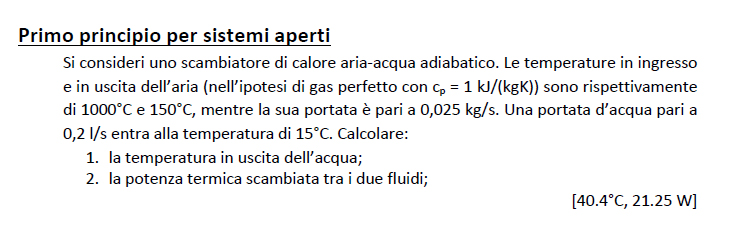 Primo principio per sistemi aperti
Si consideri uno scambiatore di calore aria-acqua adiabatico. Le temperature in ingresso
e in uscita dell’aria (nell’ipotesi di gas perfetto con cp = 1 kJ/(kgK)) sono rispettivamente
di 1000°C e 150°C, mentre la sua portata è pari a 0,025 kg/s. Una portata d’acqua pari a
0,2 l/s entra alla temperatura di 15°C. Calcolare:
1. la temperatura in uscita dell’acqua;
2. la potenza termica scambiata tra i due fluidi;
[40.4°C, 21.25 W]